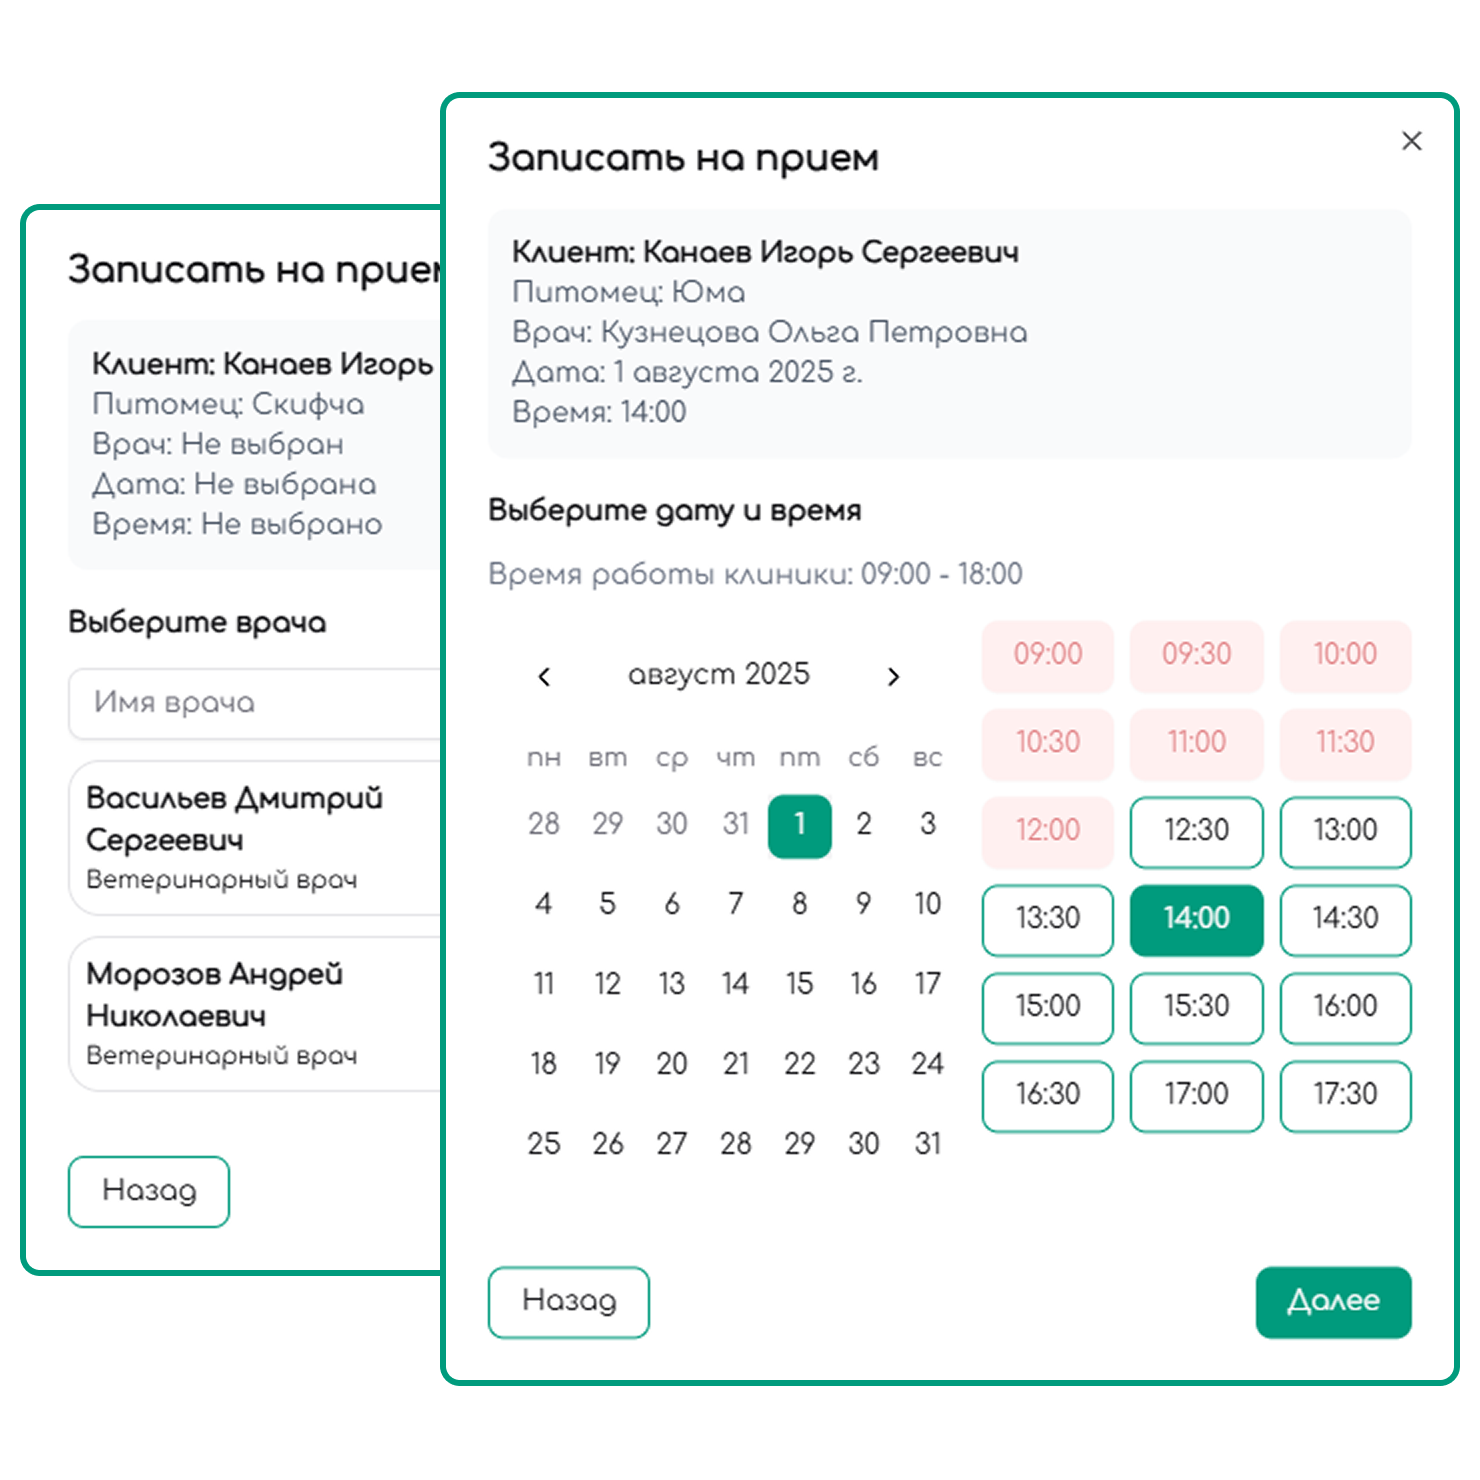 Записать на прием
Клиент: Канаев Игорь
Питомец: Скифча
Врач: Не выбран
Дата: Не выбрана
Время: Не выбрано
Выберите врача
Имя врача
Васильев Дмитрий
Сергеевич
Ветеринарный врач
Морозов Андрей
Николаевич
Ветеринарный врач
Назад
Записать на прием
Клиент: Канаев Игорь Сергеевич
Питомец: Юма
Врач: Кузнецова Ольга Петровна
Дата: 1 августа 2025 г.
Время: 14:00
Выберите дату и время
Время работы клиники: 09:00 - 18:00
август 2025
пн вт ср чт пт сб вс
28 29 30 31 1 2 3
4 5 6 7 8 9 10
11 12 13 14 15 16 17
18 19 20 21 22 23 24
25 26 27 28 29 30 31
09:00 09:30 10:00
10:30 11:00 11:30
12:00 12:30 13:00
13:30 14:00 14:30
15:00 15:30 16:00
16:30 17:00 17:30
Назад
Далее